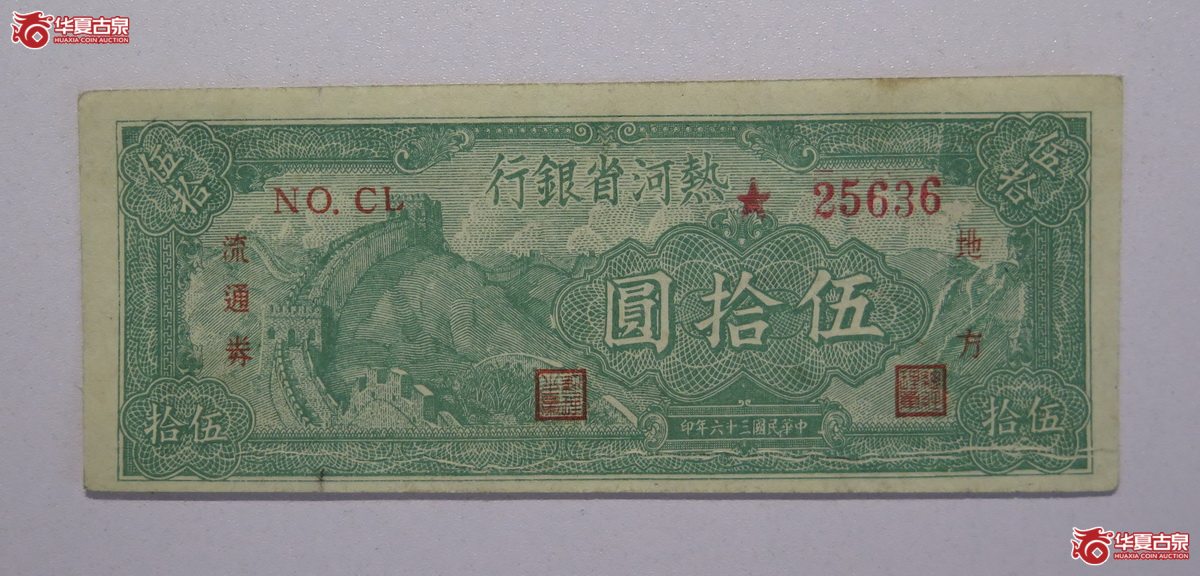 华夏古泉
HUAXIA COIN AUCTION
伍拾
伍拾
熱河省銀行
NO. CL
★ 25636
地方
流通券
伍拾圓
中華民國三十六年印
伍拾
伍拾
华夏古泉
HUAXIA COIN AUCTION